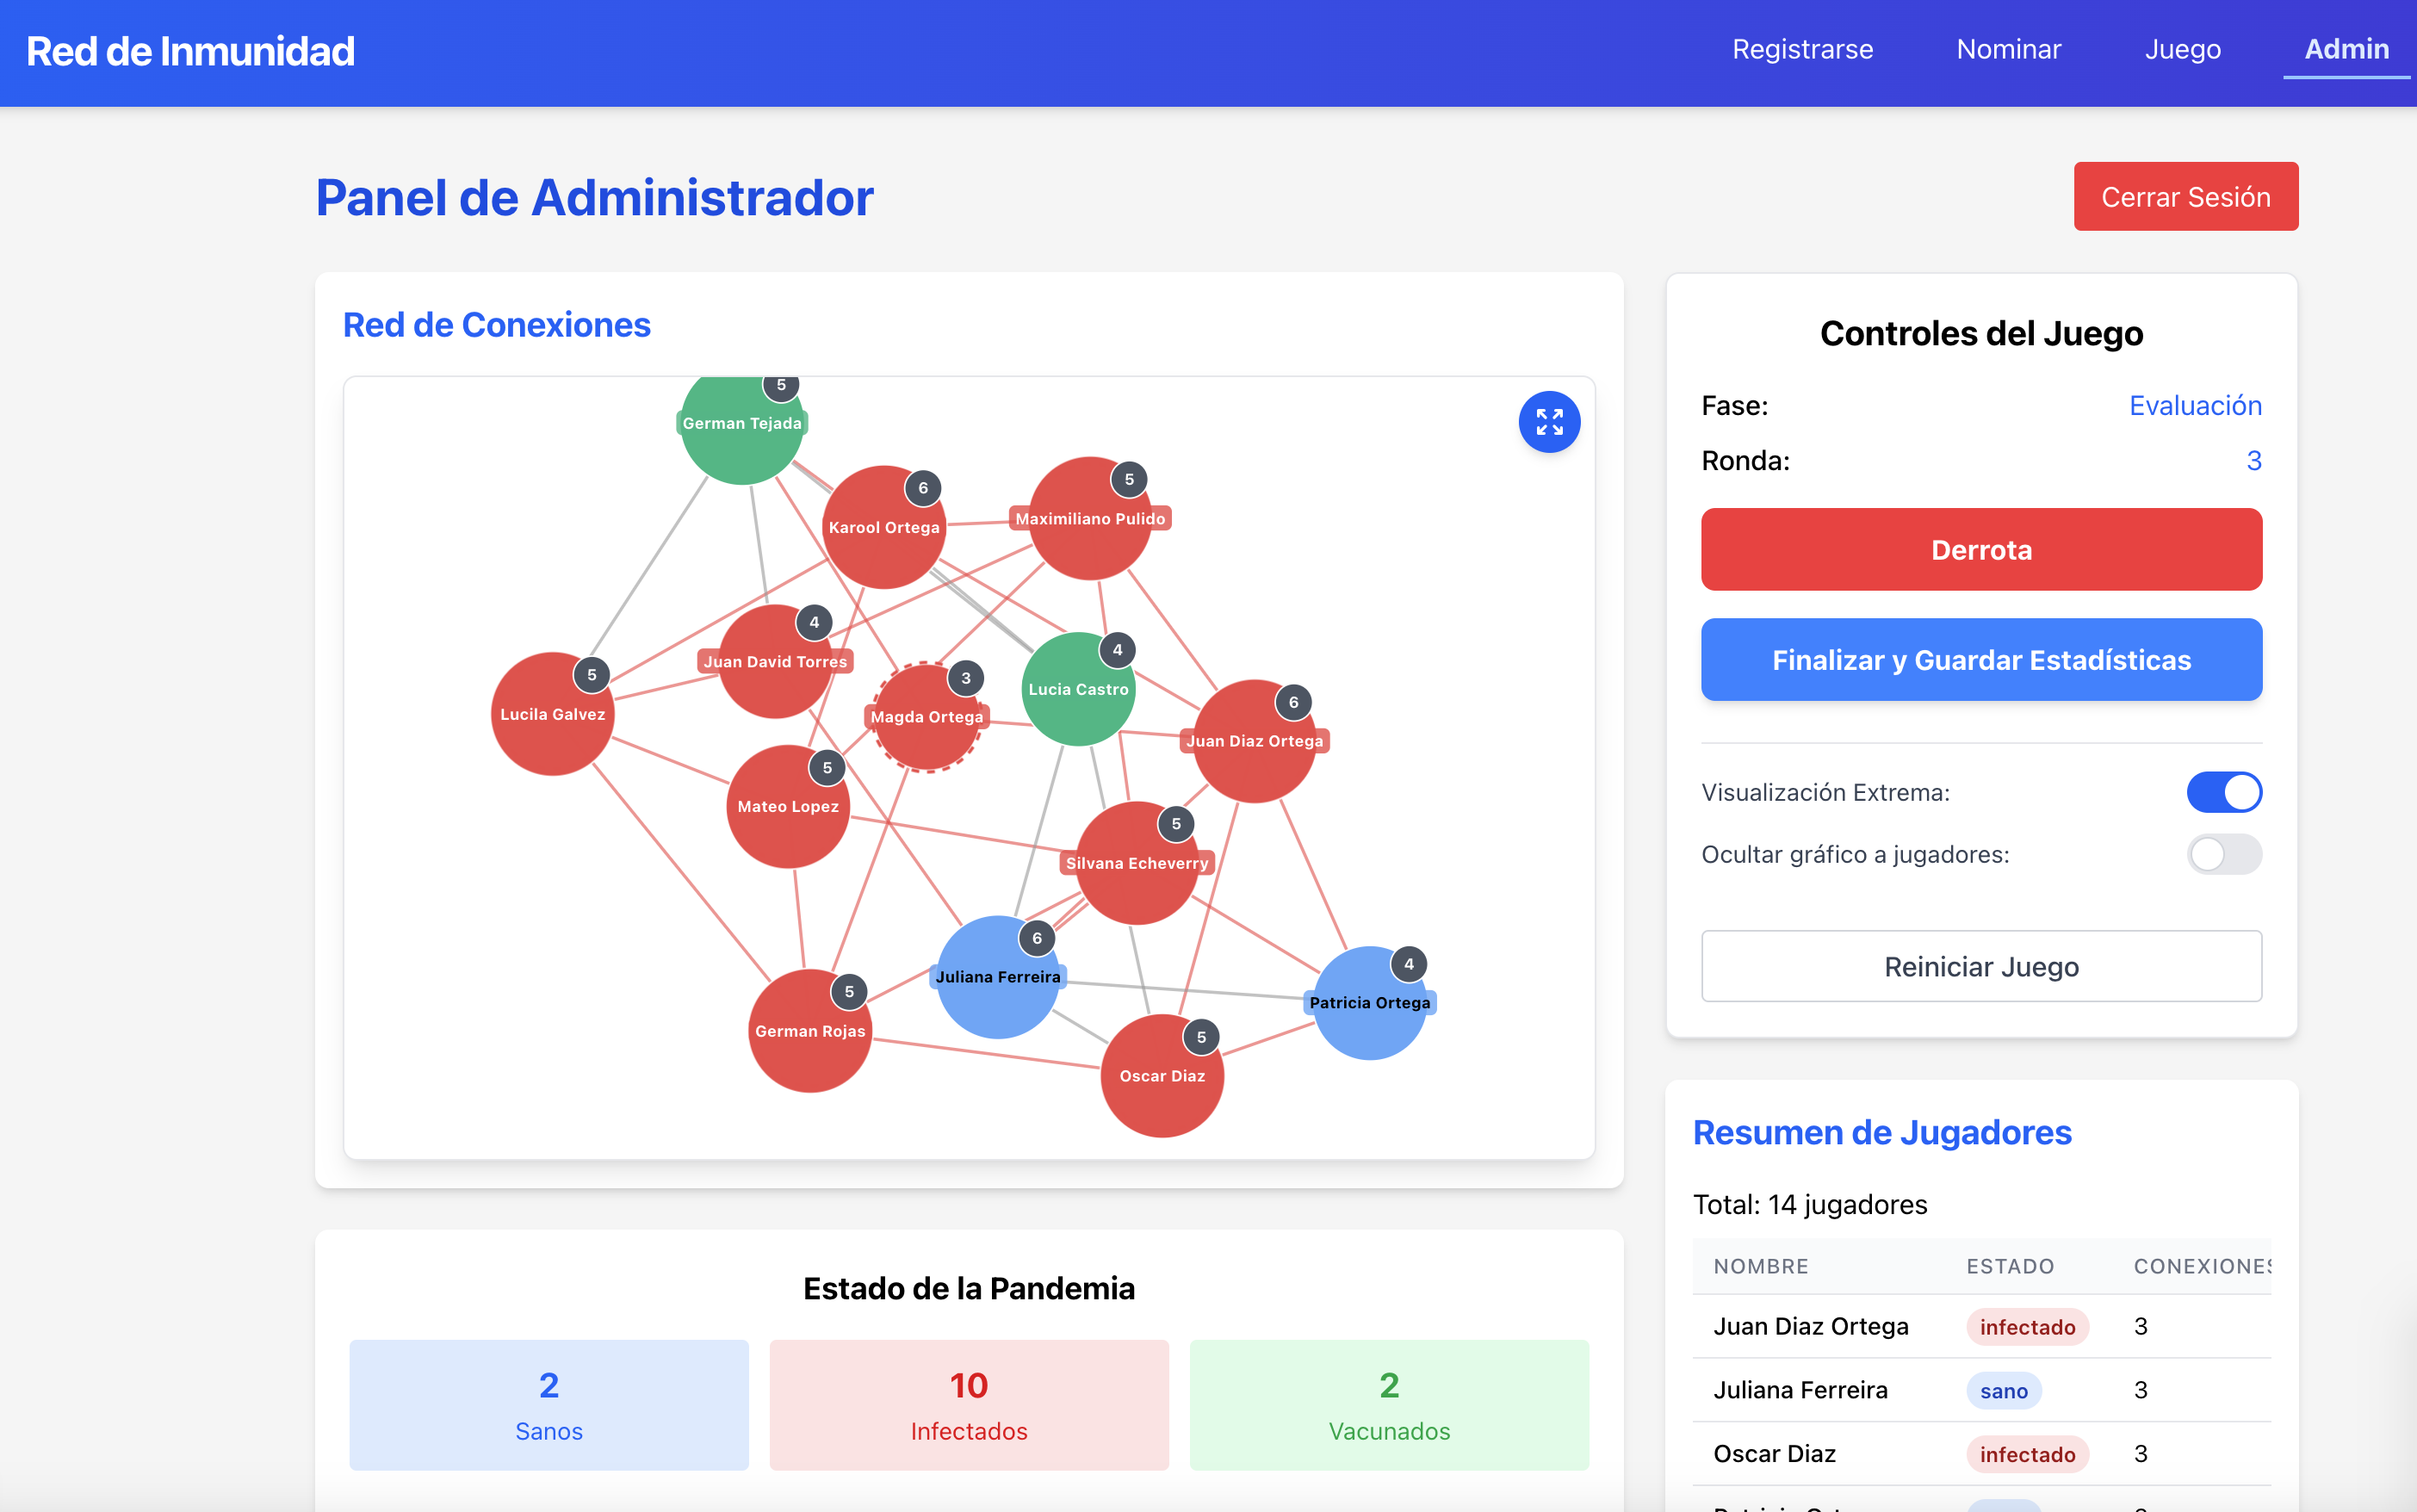 Red de Inmunidad
Registrarse
Nominar
Juego
Admin
Panel de Administrador
Cerrar Sesión
Red de Conexiones
5
German Tejada
6
Karool Ortega
5
Maximiliano Pulido
4
Juan David Torres
5
Lucila Galvez
3
Magda Ortega
4
Lucia Castro
6
Juan Diaz Ortega
5
Mateo Lopez
5
Silvana Echeverry
6
Juliana Ferreira
4
Patricia Ortega
5
German Rojas
5
Oscar Diaz
Estado de la Pandemia
2
Sanos
10
Infectados
2
Vacunados
Controles del Juego
Fase: Evaluación
Ronda: 3
Derrota
Finalizar y Guardar Estadísticas
Visualización Extrema:
Ocultar gráfico a jugadores:
Reiniciar Juego
Resumen de Jugadores
Total: 14 jugadores
NOMBRE ESTADO CONEXIONES
Juan Diaz Ortega infectado 3
Juliana Ferreira sano 3
Oscar Diaz infectado 3